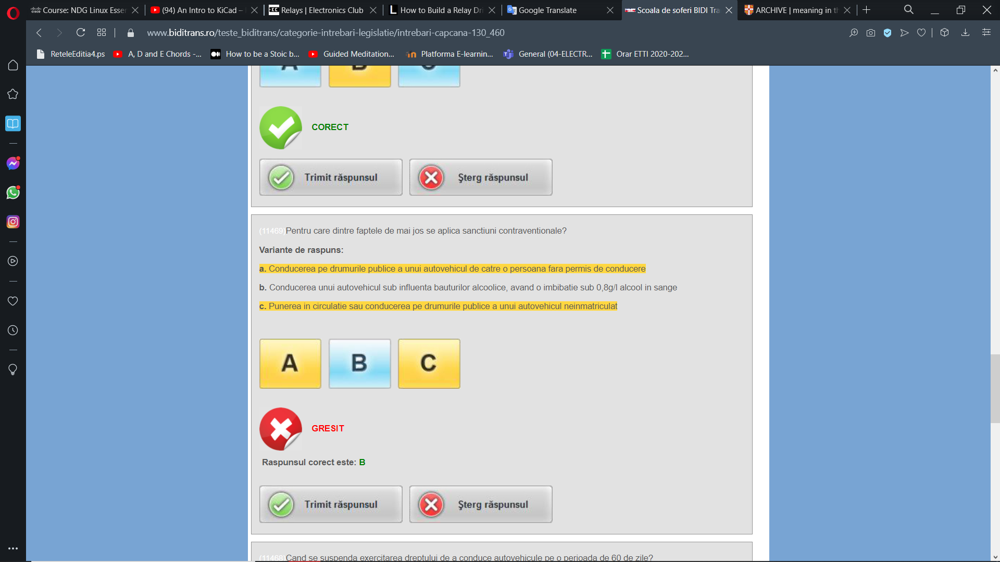 Course: NDG Linux Esser
(94) An Intro to KiCad –
Relays | Electronics Club
How to Build a Relay Dri
Google Translate
Scoala de soferi BIDI Tra
ARCHIVE | meaning in th
www.biditrans.ro/teste_biditrans/categorie-intrebari-legislatie/intrebari-capcana-130_460
ReteleEditia4.ps
A, D and E Chords -...
How to be a Stoic b...
Guided Meditation...
Platforma E-learnin...
General (04-ELECTR...
Orar ETTI 2020-202...
A B C
CORECT
Trimit răspunsul
Şterg răspunsul
(11469)Pentru care dintre faptele de mai jos se aplica sanctiuni contraventionale?
Variante de raspuns:
a. Conducerea pe drumurile publice a unui autovehicul de catre o persoana fara permis de conducere
b. Conducerea unui autovehicul sub influenta bauturilor alcoolice, avand o imbibatie sub 0,8g/l alcool in sange
c. Punerea in circulatie sau conducerea pe drumurile publice a unui autovehicul neinmatriculat
A B C
GRESIT
Raspunsul corect este: B
Trimit răspunsul
Şterg răspunsul
(11468)Cand se suspenda exercitarea dreptului de a conduce autovehicule pe o perioada de 60 de zile?